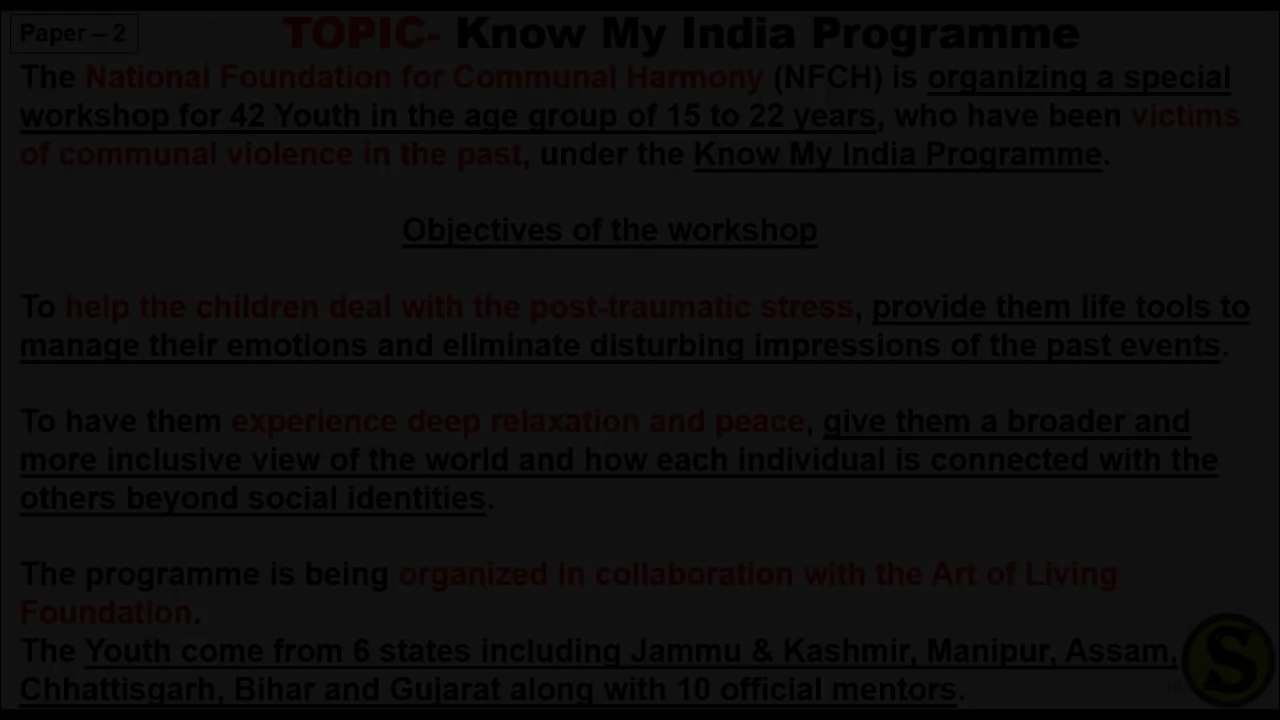 Paper – 2
TOPIC- Know My India Programme
The National Foundation for Communal Harmony (NFCH) is organizing a special
workshop for 42 Youth in the age group of 15 to 22 years, who have been victims
of communal violence in the past, under the Know My India Programme.
Objectives of the workshop
To help the children deal with the post-traumatic stress, provide them life tools to
manage their emotions and eliminate disturbing impressions of the past events.
To have them experience deep relaxation and peace, give them a broader and
more inclusive view of the world and how each individual is connected with the
others beyond social identities.
The programme is being organized in collaboration with the Art of Living
Foundation.
The Youth come from 6 states including Jammu & Kashmir, Manipur, Assam,
Chhattisgarh, Bihar and Gujarat along with 10 official mentors.
S